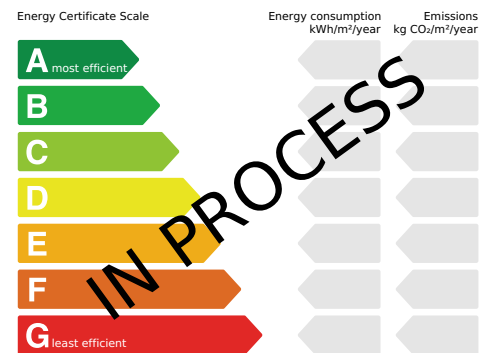 Energy Certificate Scale
Energy consumption
kWh/m²/year
Emissions
kg CO₂/m²/year
A most efficient
B
C
D
E
F
G least efficient
IN PROCESS